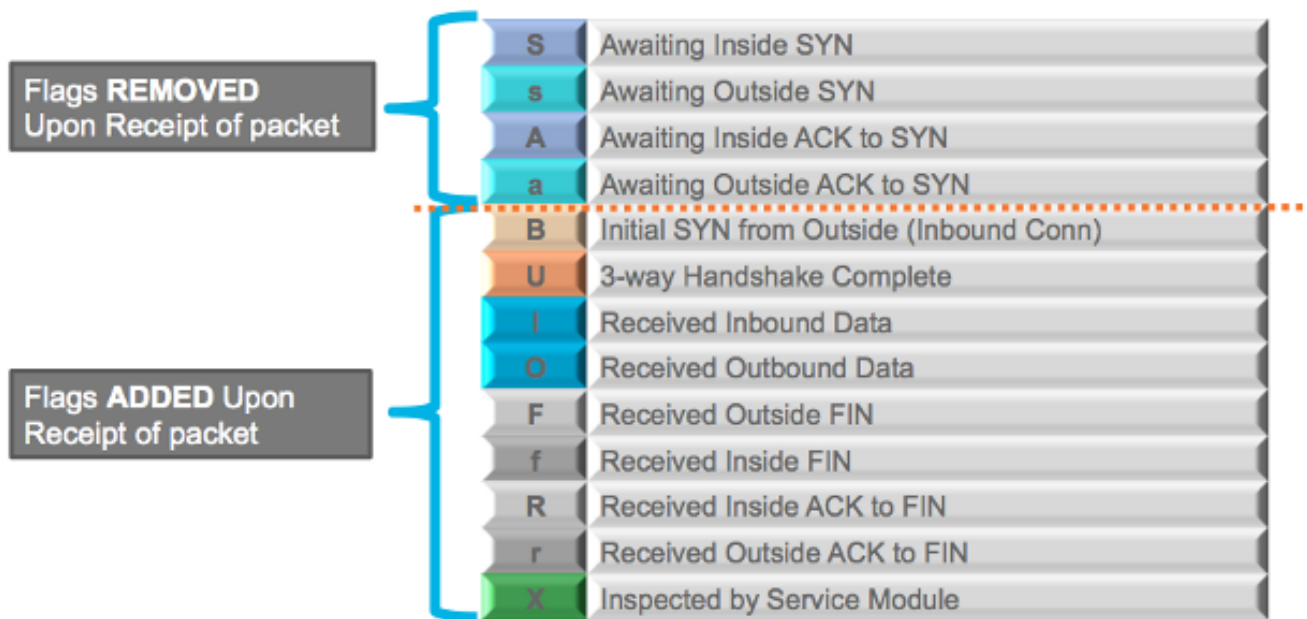 Flags REMOVED
Upon Receipt of packet
S Awaiting Inside SYN
s Awaiting Outside SYN
A Awaiting Inside ACK to SYN
a Awaiting Outside ACK to SYN
Flags ADDED Upon
Receipt of packet
B Initial SYN from Outside (Inbound Conn)
U 3-way Handshake Complete
I Received Inbound Data
O Received Outbound Data
F Received Outside FIN
f Received Inside FIN
R Received Inside ACK to FIN
r Received Outside ACK to FIN
X Inspected by Service Module